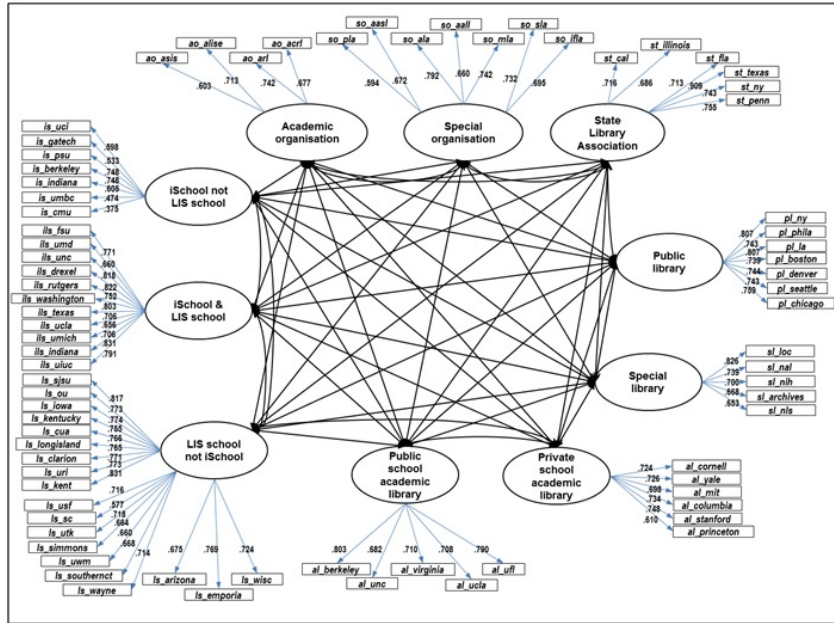 so_aasl
so_aall
so_sla
so_pla
so_ala
so_mla
so_ifla
ao_alise
ao_acrl
ao_asis
ao_arl
st_illinois
st_cal
st_fla
st_texas
st_ny
st_penn
.603
.713
.742
.677
.594
.672
.792
.660
.742
.732
.695
.716
.686
.713
.909
.743
.755
Academic
organisation
Special
organisation
State
Library
Association
is_uci
is_gatech
is_psu
is_berkeley
is_indiana
is_umbc
is_cmu
.698
.533
.748
.748
.605
.474
.375
iSchool not
LIS school
ils_fsu
ils_umd
ils_unc
ils_drexel
ils_rutgers
ils_washington
ils_texas
ils_ucla
ils_umich
ils_indiana
ils_uiuc
.771
.660
.818
.822
.752
.803
.706
.656
.706
.831
.791
iSchool &
LIS school
Public
library
.807
.743
.807
.739
.744
.743
.759
pl_ny
pl_phila
pl_la
pl_boston
pl_denver
pl_seattle
pl_chicago
Special
library
.826
.739
.700
.668
.653
sl_loc
sl_nal
sl_nih
sl_archives
sl_nls
ls_sjsu
ls_ou
ls_iowa
ls_kentucky
ls_cua
ls_longisland
ls_clarion
ls_uri
ls_kent
.817
.773
.774
.755
.766
.765
.771
.773
.831
LIS school
not iSchool
ls_usf
ls_sc
ls_utk
ls_simmons
ls_uwm
ls_southernct
ls_wayne
.716
.577
.718
.664
.660
.668
.714
.675
.769
.724
ls_arizona
ls_emporia
ls_wisc
Public
school
academic
library
.803
.682
.710
.708
.790
al_berkeley
al_unc
al_virginia
al_ucla
al_ufl
Private
school
academic
library
.724
.726
.698
.734
.748
.610
al_cornell
al_yale
al_mit
al_columbia
al_stanford
al_princeton